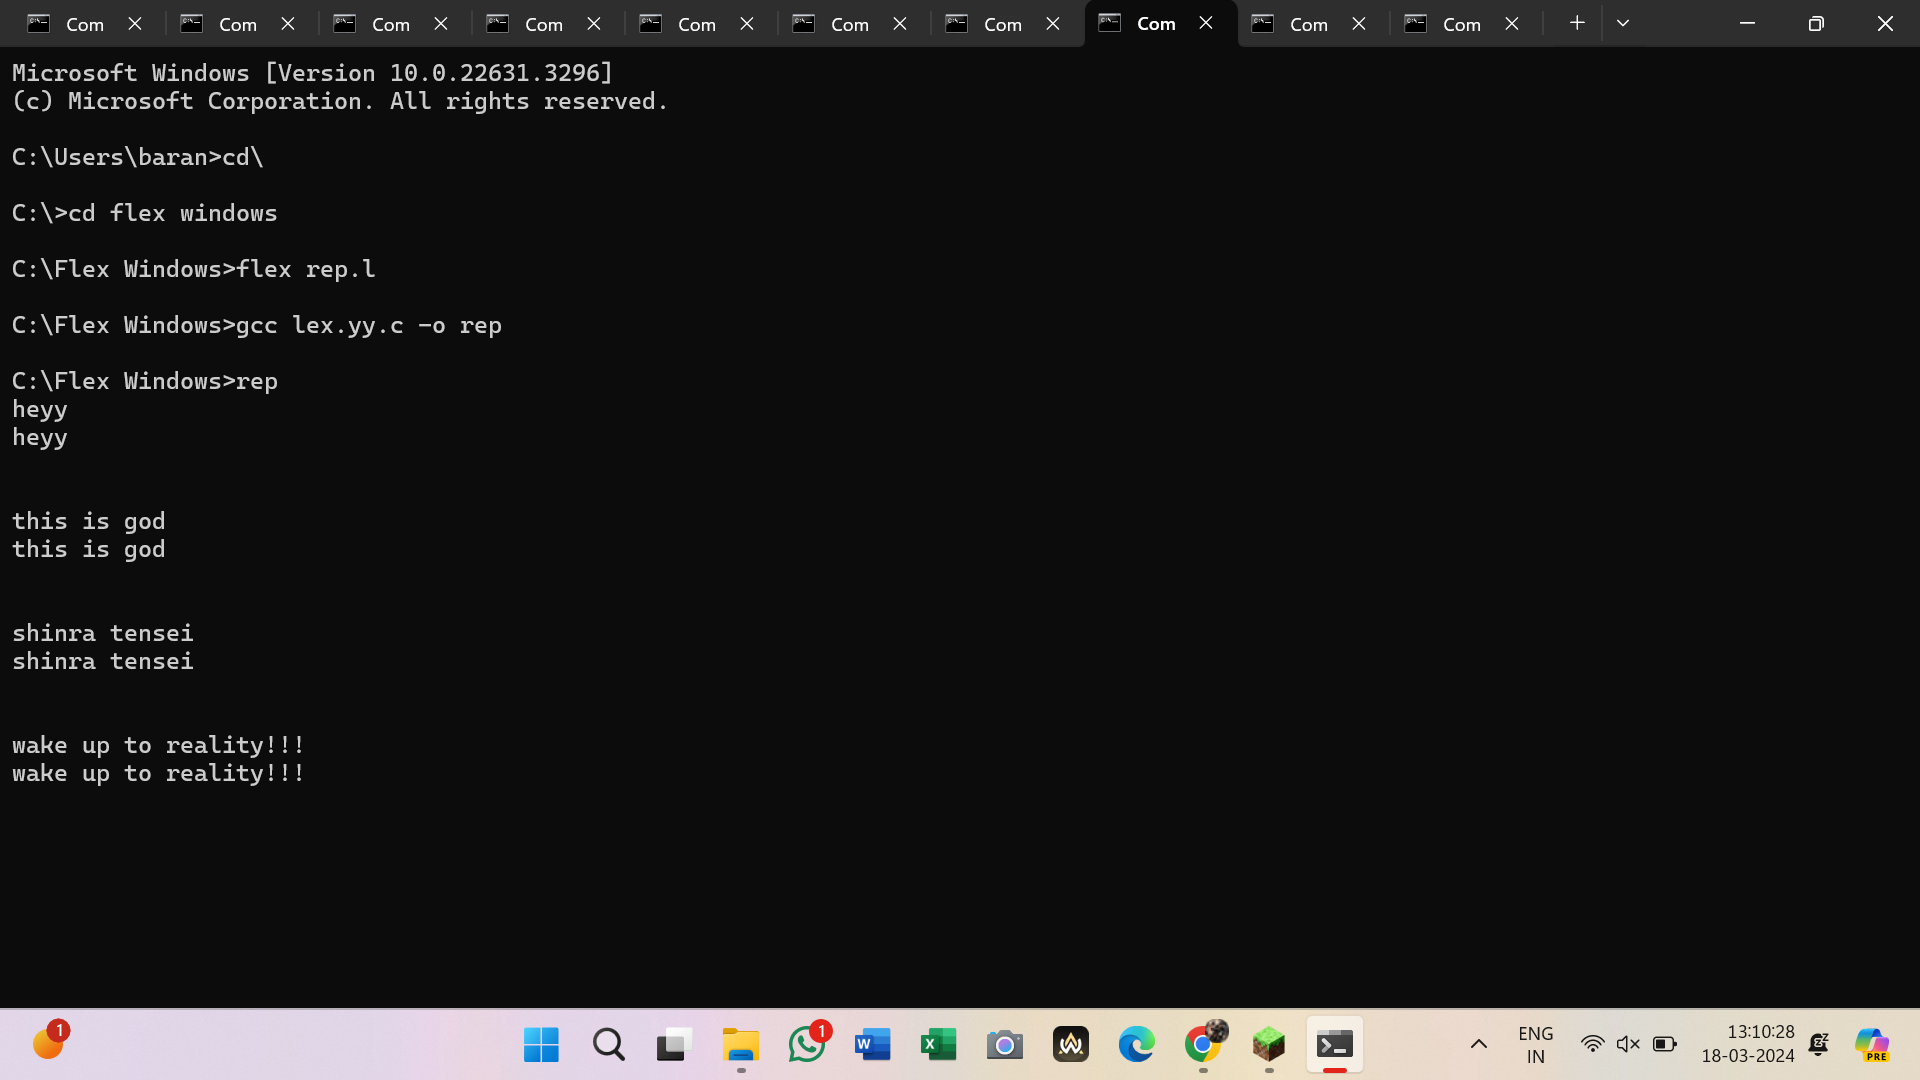 Com Com Com Com Com Com Com Com Com Com
Microsoft Windows [Version 10.0.22631.3296]
(c) Microsoft Corporation. All rights reserved.
C:\Users\baran>cd\
C:\>cd flex windows
C:\Flex Windows>flex rep.l
C:\Flex Windows>gcc lex.yy.c -o rep
C:\Flex Windows>rep
heyy
heyy
this is god
this is god
shinra tensei
shinra tensei
wake up to reality!!!
wake up to reality!!!
1
1
ENG
IN
13:10:28
18-03-2024
PRE